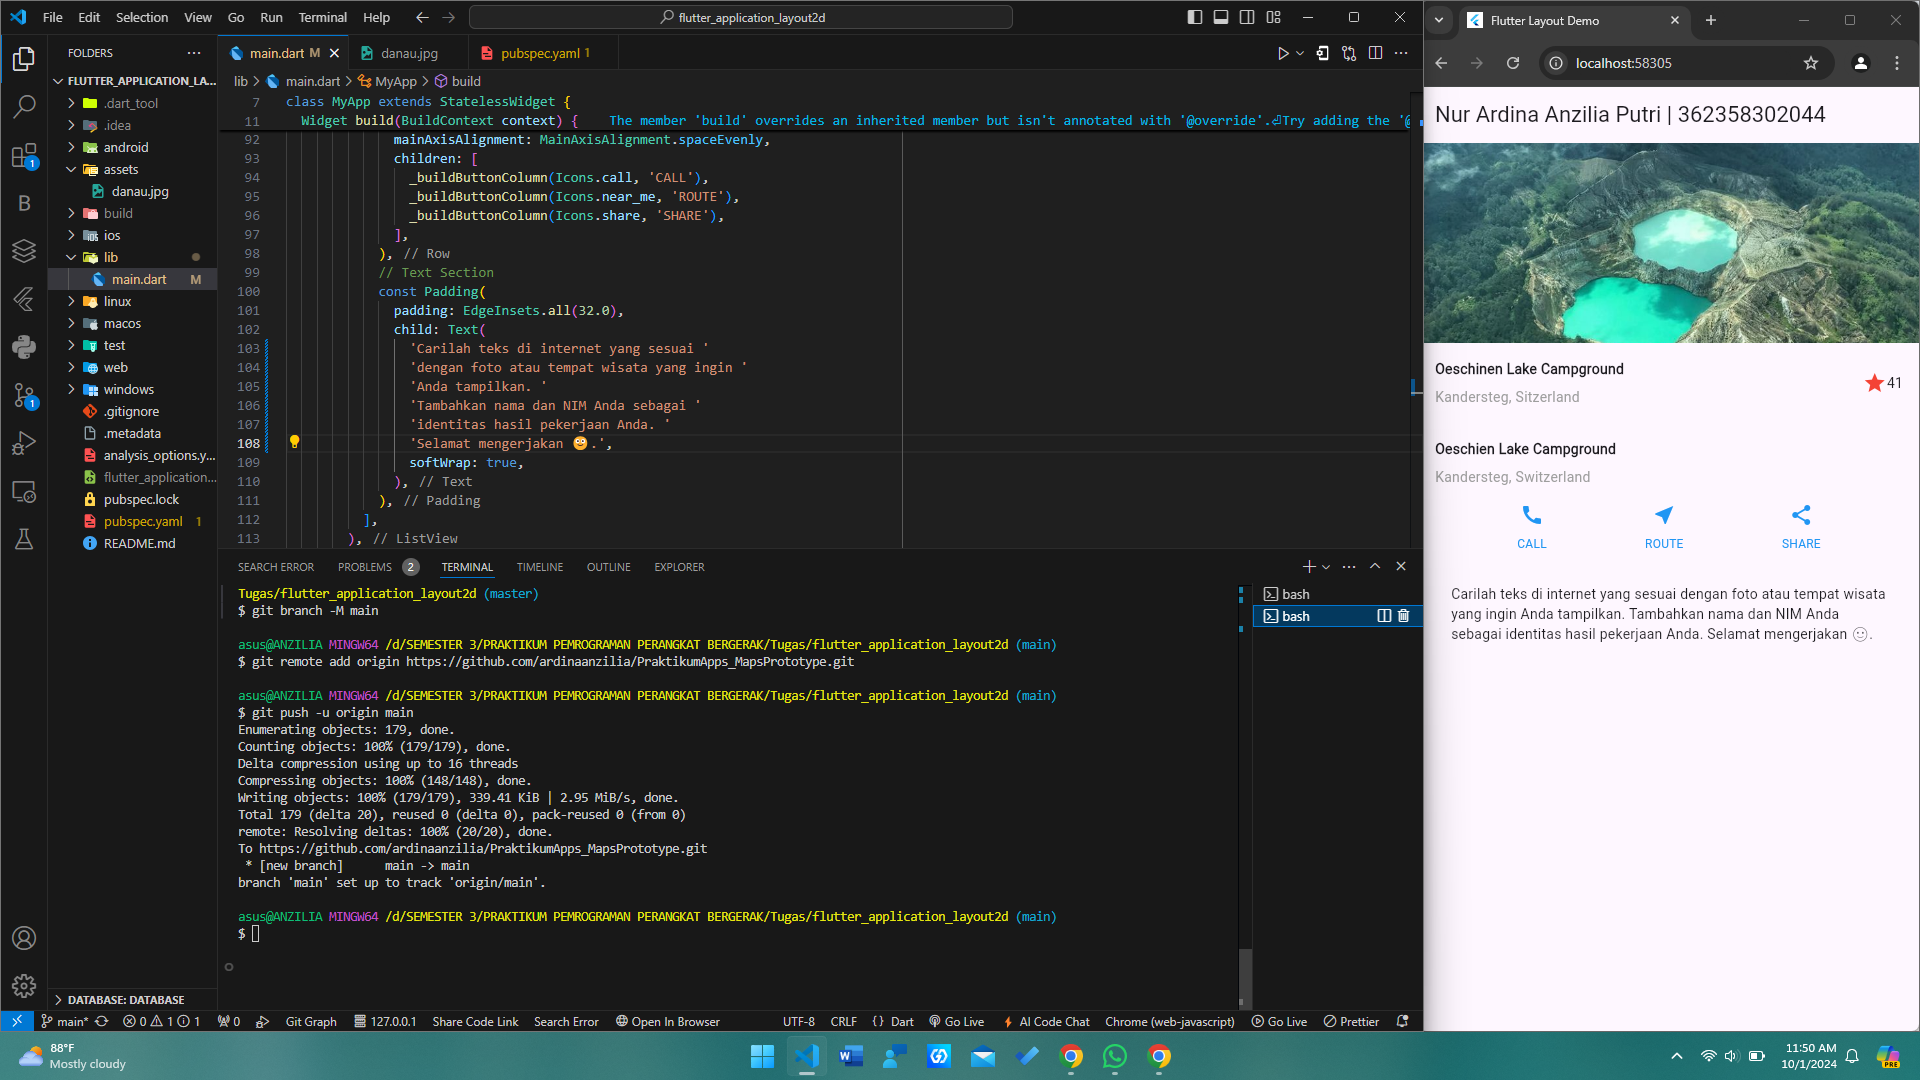 File Edit Selection View Go Run Terminal Help
flutter_application_layout2d
FOLDERS
FLUTTER_APPLICATION_LA...
.dart_tool
.idea
android
assets
danau.jpg
build
ios
lib
main.dart M
linux
macos
test
web
windows
.gitignore
.metadata
analysis_options.y...
flutter_application...
pubspec.lock
pubspec.yaml 1
README.md
DATABASE: DATABASE
main.dart M
danau.jpg
pubspec.yaml 1
lib > main.dart > MyApp > build
7 class MyApp extends StatelessWidget {
11 Widget build(BuildContext context) { The member 'build' overrides an inherited member but isn't annotated with '@override'.⏎Try adding the '@
92 mainAxisAlignment: MainAxisAlignment.spaceEvenly,
93 children: [
94 _buildButtonColumn(Icons.call, 'CALL'),
95 _buildButtonColumn(Icons.near_me, 'ROUTE'),
96 _buildButtonColumn(Icons.share, 'SHARE'),
97 ],
98 ), // Row
99 // Text Section
100 const Padding(
101 padding: EdgeInsets.all(32.0),
102 child: Text(
103 'Carilah teks di internet yang sesuai '
104 'dengan foto atau tempat wisata yang ingin '
105 'Anda tampilkan. '
106 'Tambahkan nama dan NIM Anda sebagai '
107 'identitas hasil pekerjaan Anda. '
108 'Selamat mengerjakan 🙂.',
109 softWrap: true,
110 ), // Text
111 ), // Padding
112 ],
113 ), // ListView
SEARCH ERROR PROBLEMS 2 TERMINAL TIMELINE OUTLINE EXPLORER
Tugas/flutter_application_layout2d (master)
$ git branch -M main
asus@ANZILIA MINGW64 /d/SEMESTER 3/PRAKTIKUM PEMROGRAMAN PERANGKAT BERGERAK/Tugas/flutter_application_layout2d (main)
$ git remote add origin https://github.com/ardinaanzilia/PraktikumApps_MapsPrototype.git
asus@ANZILIA MINGW64 /d/SEMESTER 3/PRAKTIKUM PEMROGRAMAN PERANGKAT BERGERAK/Tugas/flutter_application_layout2d (main)
$ git push -u origin main
Enumerating objects: 179, done.
Counting objects: 100% (179/179), done.
Delta compression using up to 16 threads
Compressing objects: 100% (148/148), done.
Writing objects: 100% (179/179), 339.41 KiB | 2.95 MiB/s, done.
Total 179 (delta 20), reused 0 (delta 0), pack-reused 0 (from 0)
remote: Resolving deltas: 100% (20/20), done.
To https://github.com/ardinaanzilia/PraktikumApps_MapsPrototype.git
* [new branch] main -> main
branch 'main' set up to track 'origin/main'.
asus@ANZILIA MINGW64 /d/SEMESTER 3/PRAKTIKUM PEMROGRAMAN PERANGKAT BERGERAK/Tugas/flutter_application_layout2d (main)
$
bash
bash
main* 0 1 1 0 Git Graph 127.0.0.1 Share Code Link Search Error Open In Browser UTF-8 CRLF {} Dart Go Live AI Code Chat Chrome (web-javascript) Go Live Prettier
Flutter Layout Demo
localhost:58305
Nur Ardina Anzilia Putri | 362358302044
Oeschinen Lake Campground
Kandersteg, Sitzerland
41
Oeschien Lake Campground
Kandersteg, Switzerland
CALL ROUTE SHARE
Carilah teks di internet yang sesuai dengan foto atau tempat wisata
yang ingin Anda tampilkan. Tambahkan nama dan NIM Anda
sebagai identitas hasil pekerjaan Anda. Selamat mengerjakan 🙂.
88°F
Mostly cloudy
11:50 AM
10/1/2024
PRE